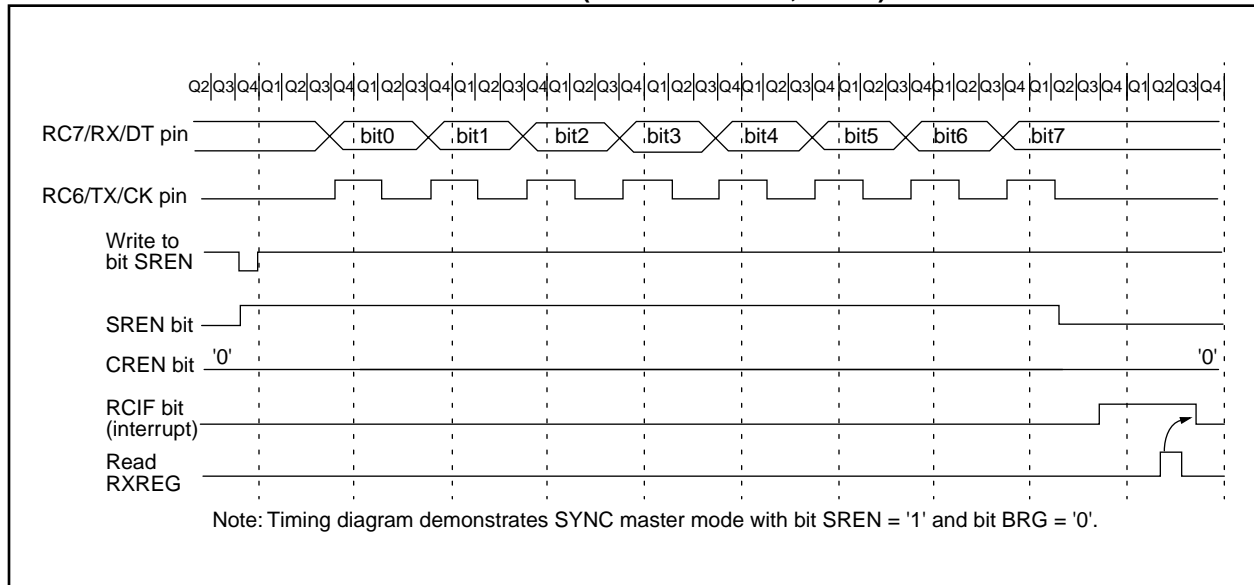 Q2|Q3|Q4|Q1|Q2|Q3|Q4|Q1|Q2|Q3|Q4|Q1|Q2|Q3|Q4|Q1|Q2|Q3|Q4|Q1|Q2|Q3|Q4|Q1|Q2|Q3|Q4|Q1|Q2|Q3|Q4|Q1|Q2|Q3|Q4|Q1|Q2|Q3|Q4|Q1|Q2|Q3|Q4|
RC7/RX/DT pin bit0 bit1 bit2 bit3 bit4 bit5 bit6 bit7
RC6/TX/CK pin
Write to
bit SREN
SREN bit
CREN bit '0' '0'
RCIF bit
(interrupt)
Read
RXREG
Note: Timing diagram demonstrates SYNC master mode with bit SREN = '1' and bit BRG = '0'.